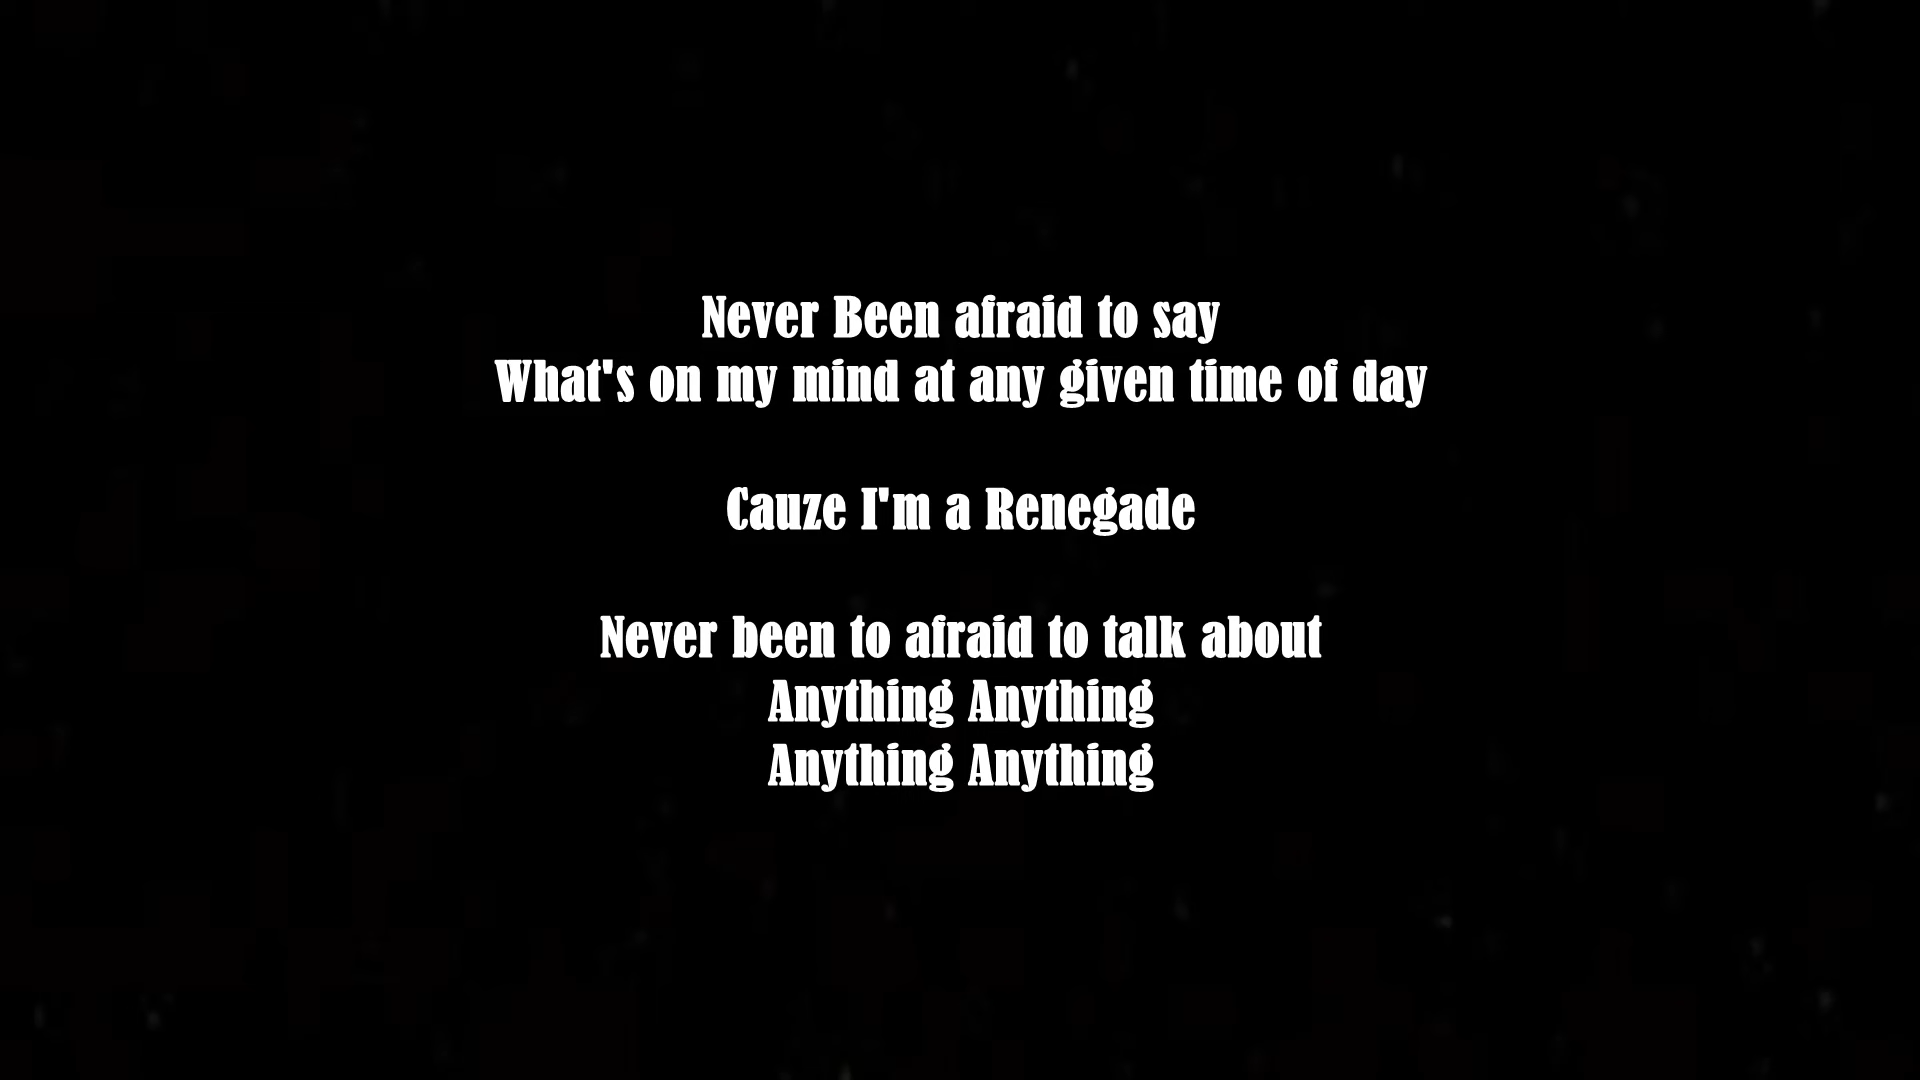 Never Been afraid to say
What's on my mind at any given time of day
Cauze I'm a Renegade
Never been to afraid to talk about
Anything Anything
Anything Anything